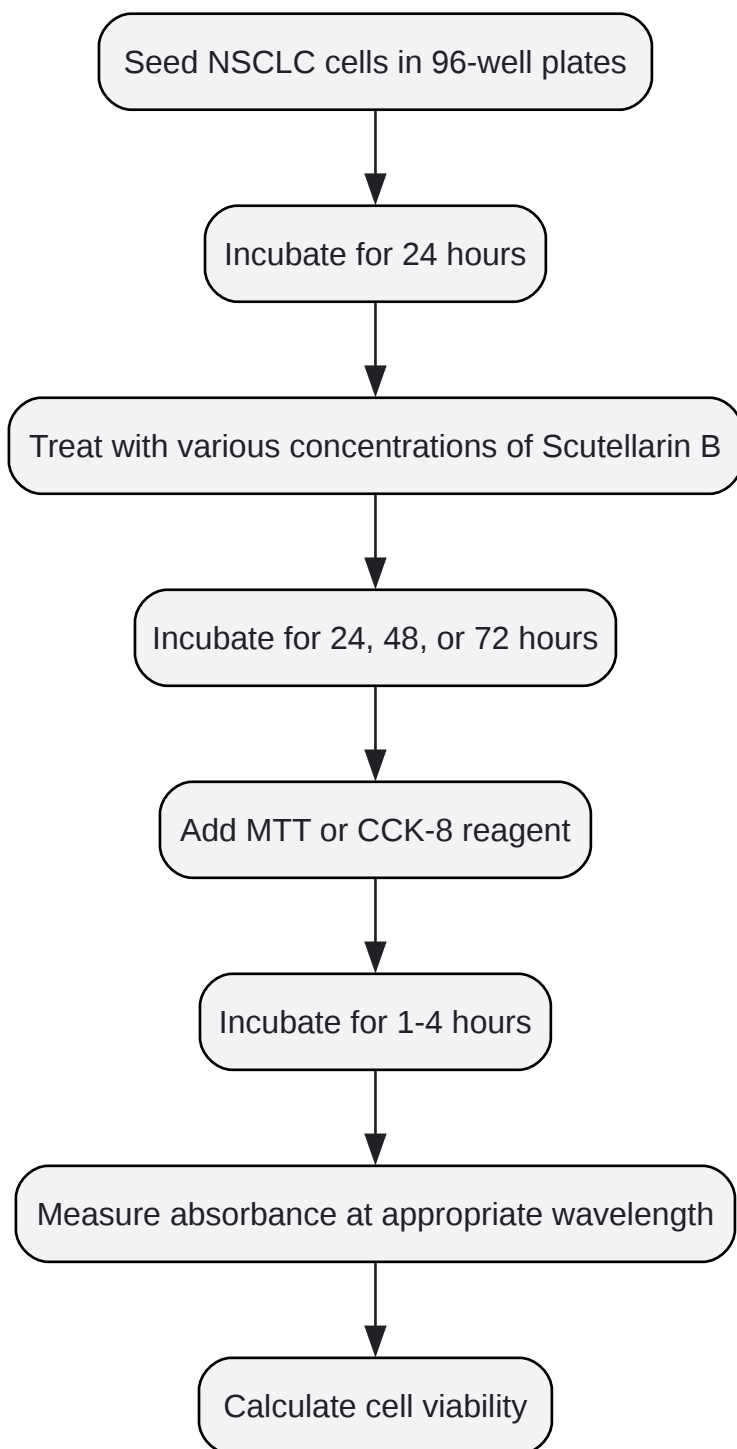 Seed NSCLC cells in 96-well plates
Incubate for 24 hours
Treat with various concentrations of Scutellarin B
Incubate for 24, 48, or 72 hours
Add MTT or CCK-8 reagent
Incubate for 1-4 hours
Measure absorbance at appropriate wavelength
Calculate cell viability